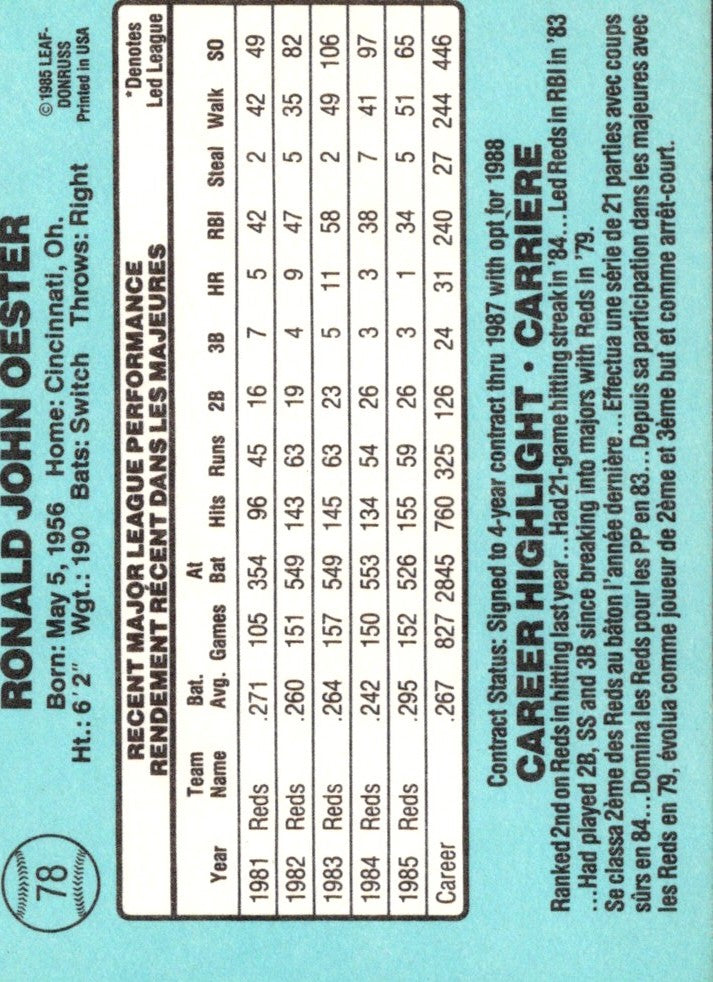 78
RONALD JOHN OESTER
Born: May 5, 1956 Home: Cincinnati, Oh.
Ht.: 6'2" Wgt.: 190 Bats: Switch Throws: Right
©1985 LEAF-
DONRUSS
Printed in USA
RECENT MAJOR LEAGUE PERFORMANCE
RENDEMENT RÉCENT DANS LES MAJEURES
*Denotes
Led League
Year Team Name Bat. Avg. Games At Bat Hits Runs 2B 3B HR RBI Steal Walk SO
1981 Reds .271 105 354 96 45 16 7 5 42 2 42 49
1982 Reds .260 151 549 143 63 19 4 9 47 5 35 82
1983 Reds .264 157 549 145 63 23 5 11 58 2 49 106
1984 Reds .242 150 553 134 54 26 3 3 38 7 41 97
1985 Reds .295 152 526 155 59 26 3 1 34 5 51 65
Career .267 827 2845 760 325 126 24 31 240 27 244 446
Contract Status: Signed to 4-year contract thru 1987 with opt for 1988
CAREER HIGHLIGHT • CARRIERE
Ranked 2nd on Reds in hitting last year...Had 21-game hitting streak in '84...Led Reds in RBI in '83
...Had played 2B, SS and 3B since breaking into majors with Reds in '79.
Se classa 2ème des Reds au bâton l'année dernière...Effectua une série de 21 parties avec coups
sûrs en 84...Domina les Reds pour les PP en 83...Depuis sa participation dans les majeures avec
les Reds en 79, évolua comme joueur de 2ème et 3ème but et comme arrêt-court.